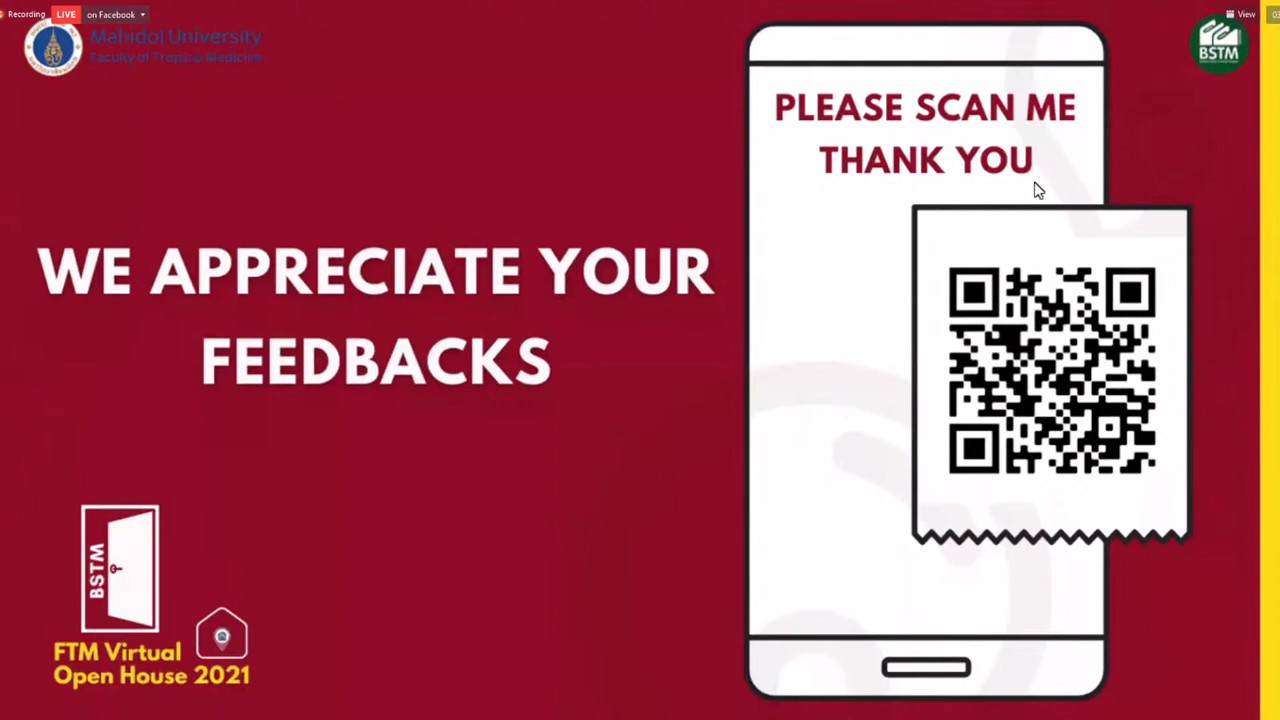 Recording
LIVE
on Facebook
View
Mahidol University
Faculty of Tropical Medicine
BSTM
PLEASE SCAN ME
THANK YOU
WE APPRECIATE YOUR
FEEDBACKS
BSTM
FTM Virtual
Open House 2021